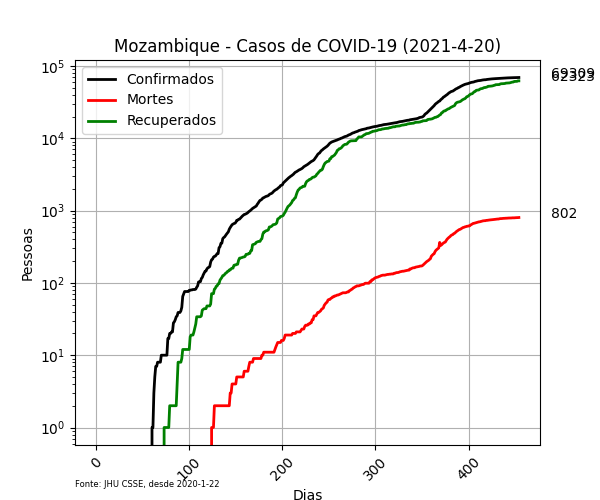 Mozambique - Casos de COVID-19 (2021-4-20)
Confirmados
Mortes
Recuperados
69309
62323
802
Pessoas
10^5
10^4
10^3
10^2
10^1
10^0
0 100 200 300 400
Dias
Fonte: JHU CSSE, desde 2020-1-22